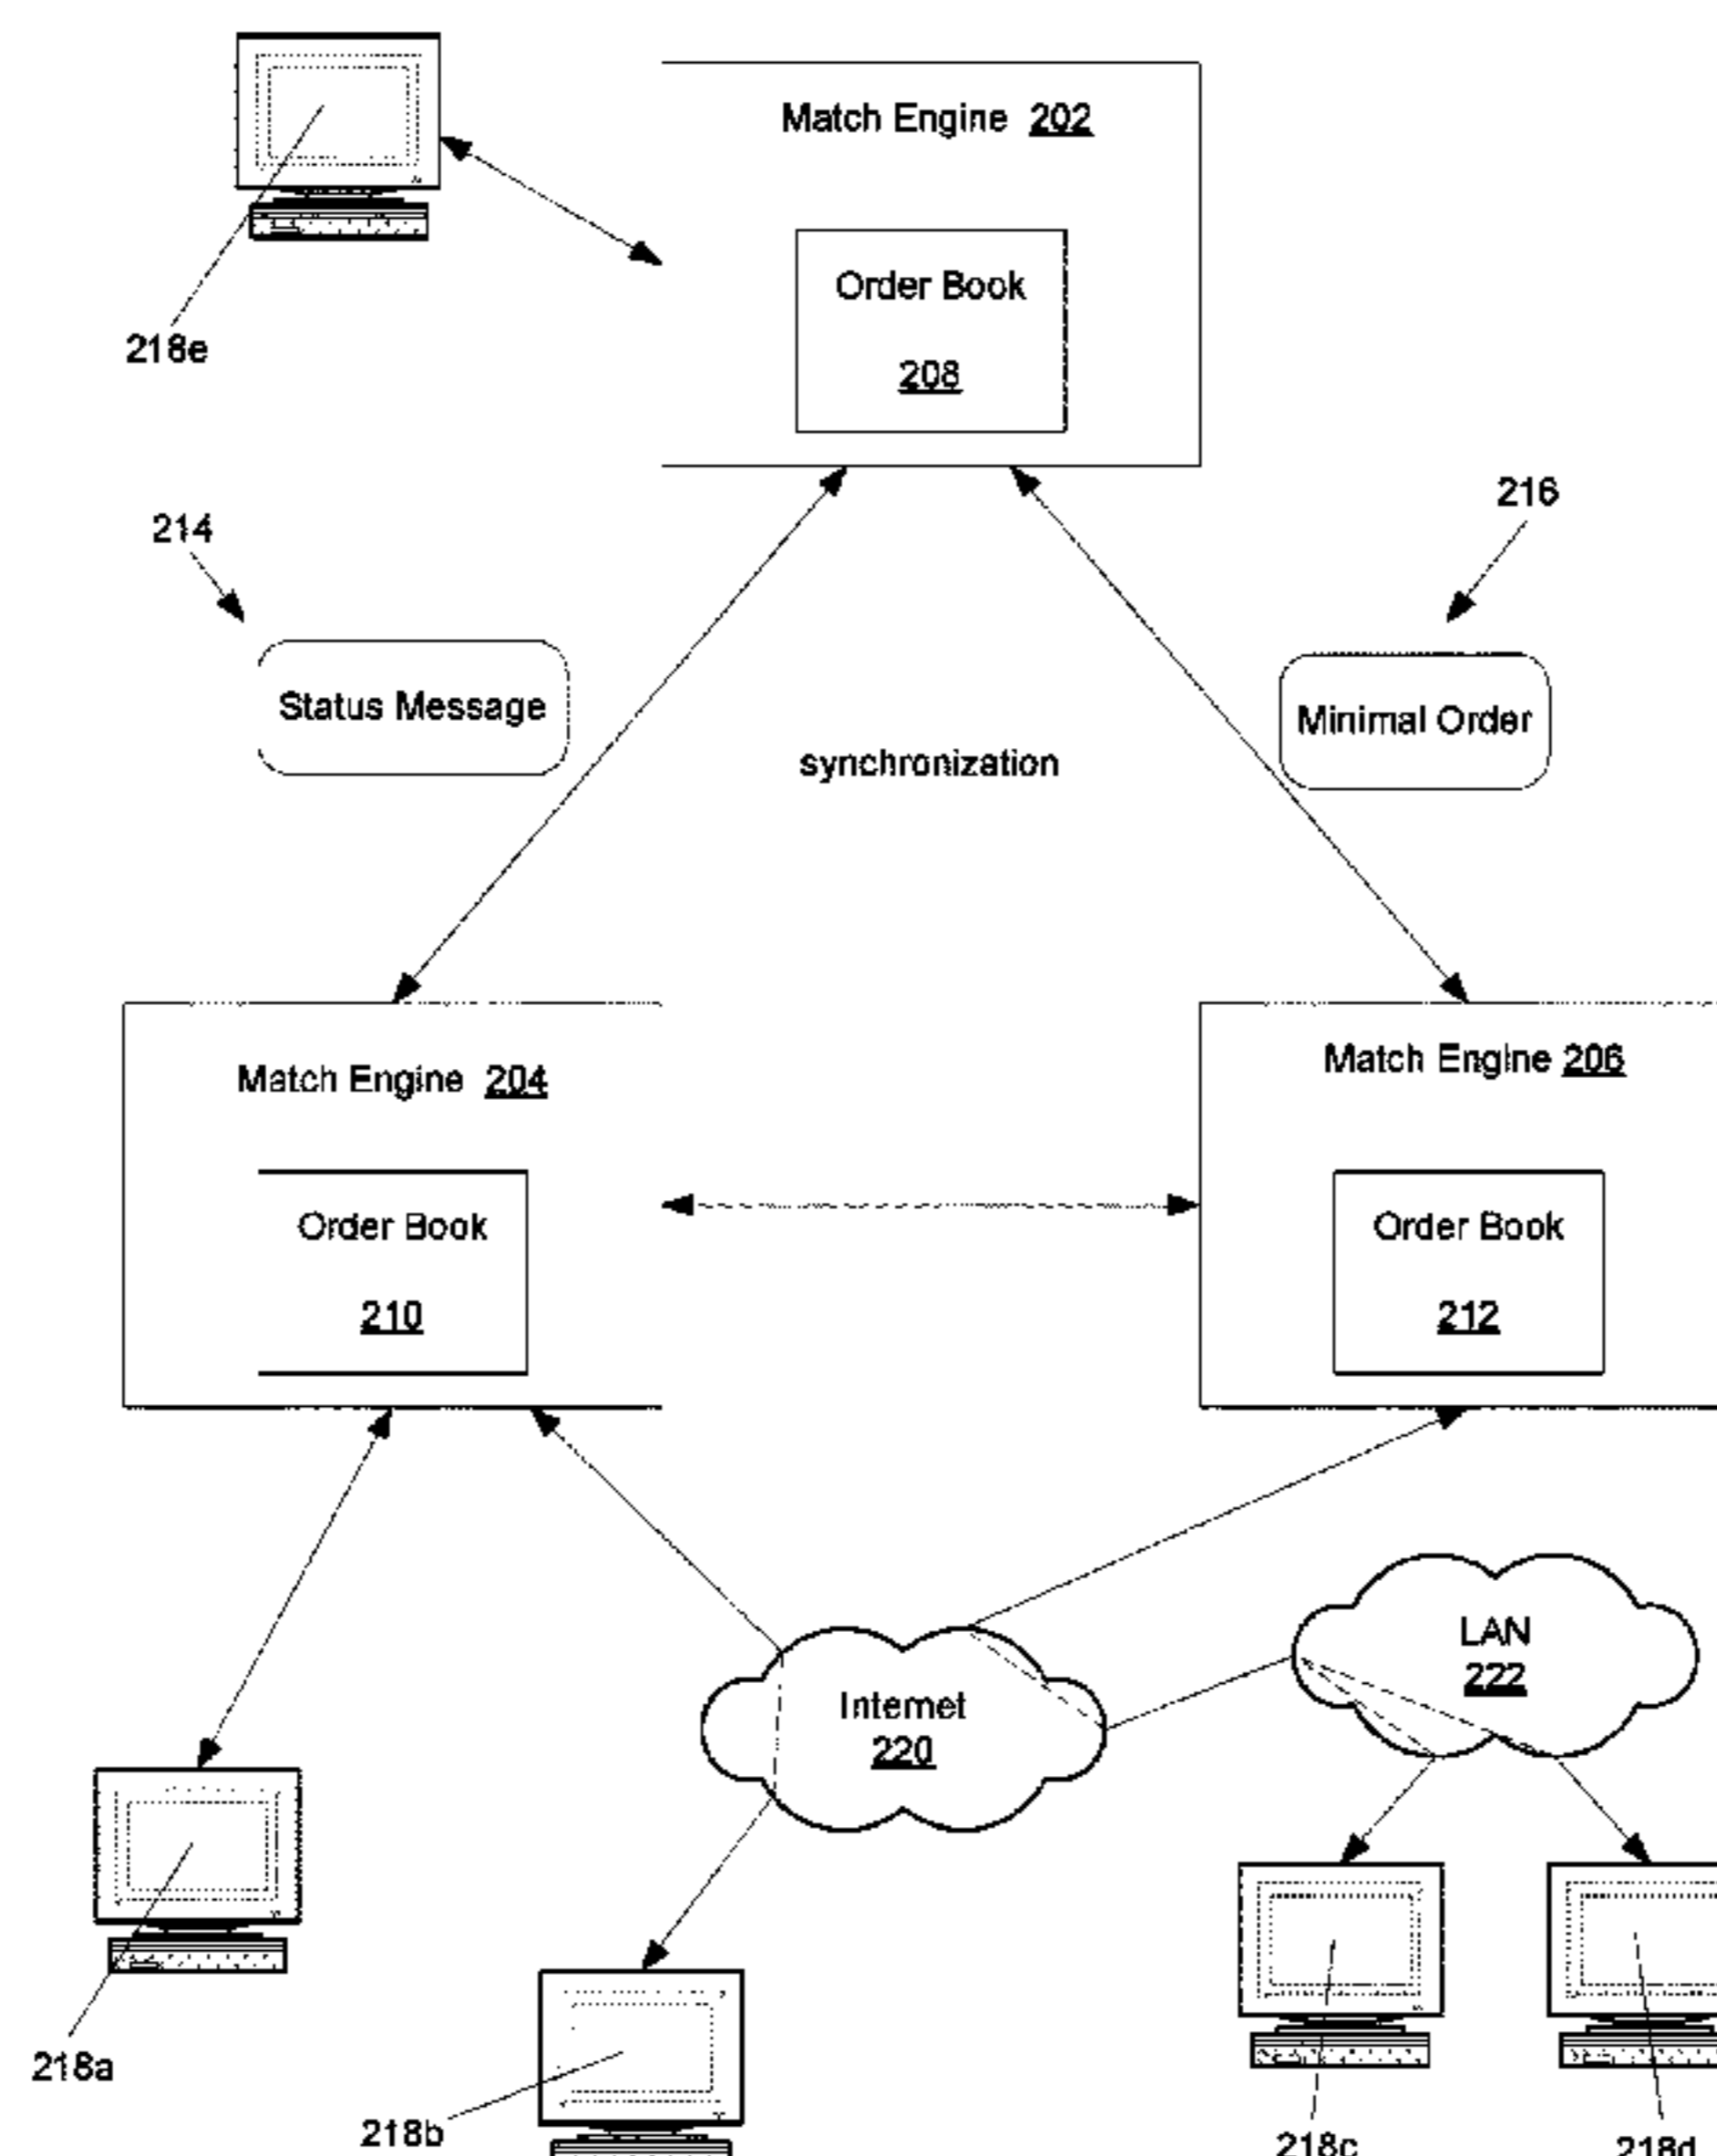 Match Engine 202
Order Book
208
218e
214
216
Status Message
Minimal Order
synchronization
Match Engine 204
Match Engine 206
Order Book
210
Order Book
212
LAN
222
Internet
220
218a
218b
218c
218d